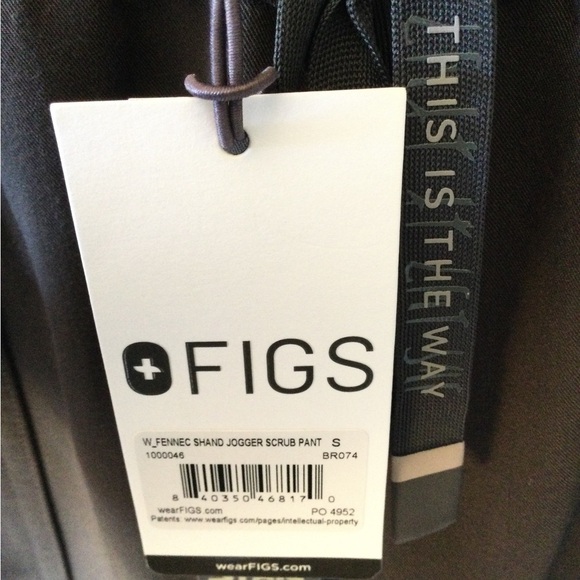 THIS IS THE WAY
FIGS
W_FENNEC SHAND JOGGER SCRUB PANT S
1000046 BR074
8 40350 46817 0
wearFIGS.com PO 4952
Patents: www.wearfigs.com/pages/intellectual-property
wearFIGS.com